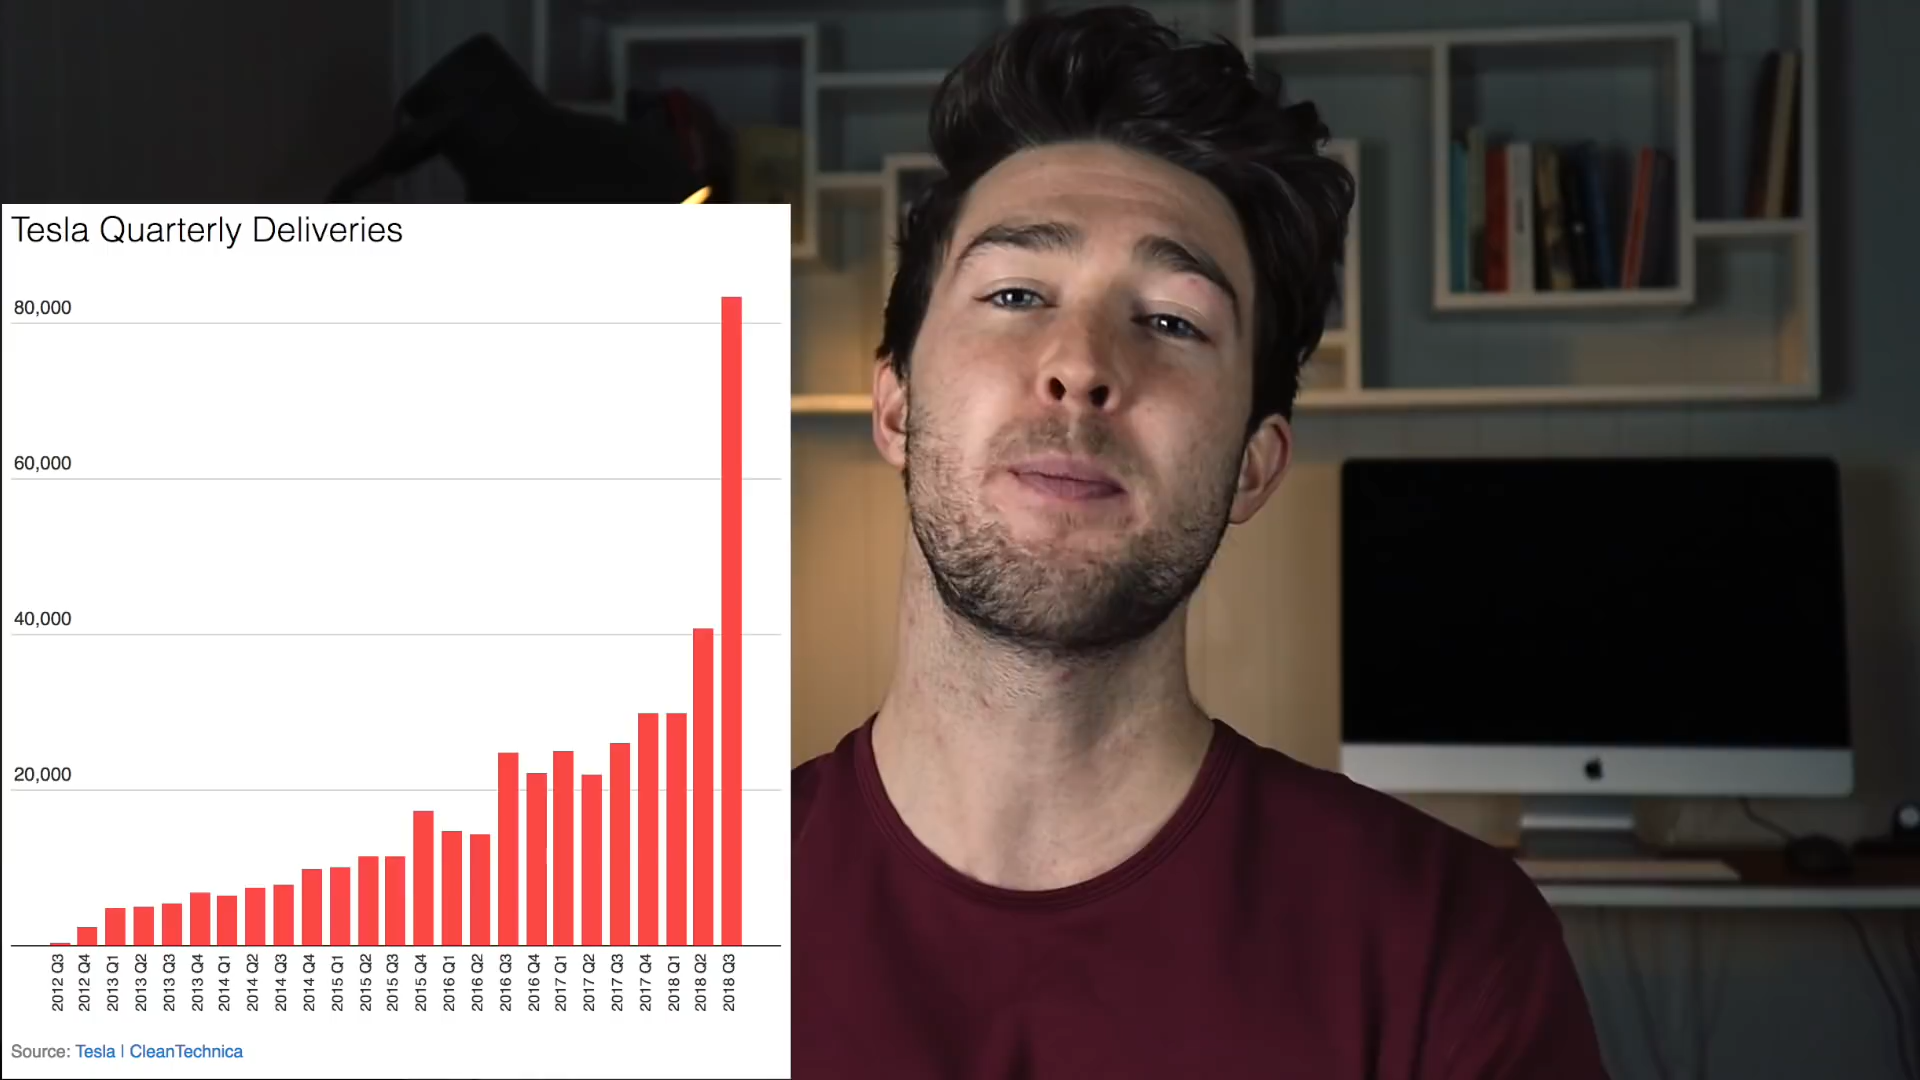 Tesla Quarterly Deliveries
80,000
60,000
40,000
20,000
2012 Q3
2012 Q4
2013 Q1
2013 Q2
2013 Q3
2013 Q4
2014 Q1
2014 Q2
2014 Q3
2014 Q4
2015 Q1
2015 Q2
2015 Q3
2015 Q4
2016 Q1
2016 Q2
2016 Q3
2016 Q4
2017 Q1
2017 Q2
2017 Q3
2017 Q4
2018 Q1
2018 Q2
2018 Q3
Source: Tesla | CleanTechnica